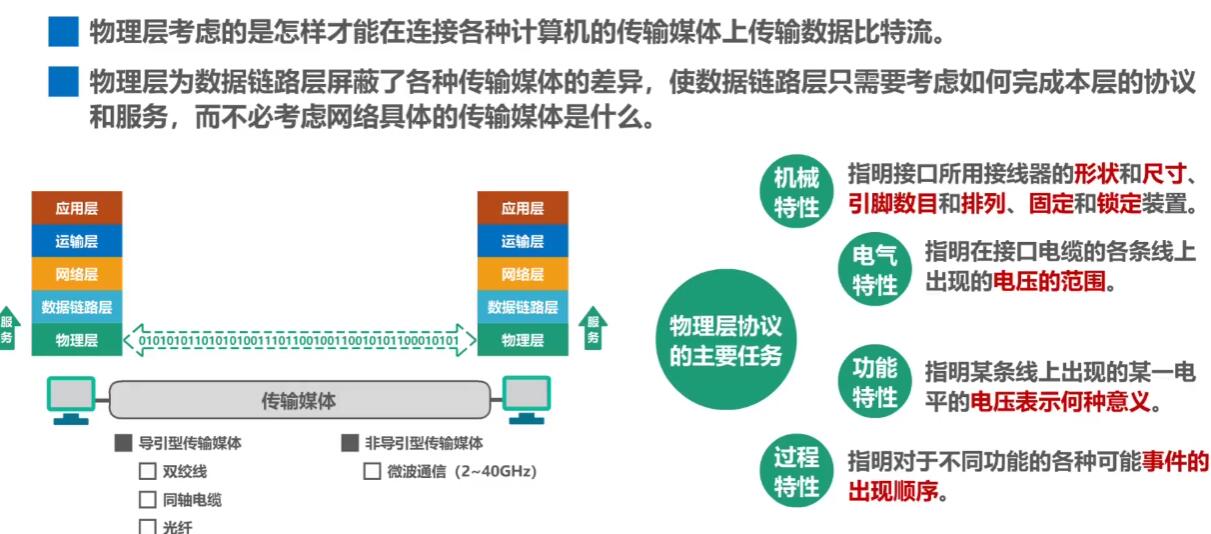 物理层考虑的是怎样才能在连接各种计算机的传输媒体上传输数据比特流。
物理层为数据链路层屏蔽了各种传输媒体的差异，使数据链路层只需要考虑如何完成本层的协议
和服务，而不必考虑网络具体的传输媒体是什么。
应用层
运输层
网络层
数据链路层
物理层
服务
010101011010101001110110010011001010110001010​1
应用层
运输层
网络层
数据链路层
物理层
服务
传输媒体
导引型传输媒体
双绞线
同轴电缆
光纤
非导引型传输媒体
微波通信（2~40GHz）
物理层协议
的主要任务
机械
特性
指明接口所用接线器的形状和尺寸、
引脚数目和排列、固定和锁定装置。
电气
特性
指明在接口电缆的各条线上
出现的电压的范围。
功能
特性
指明某条线上出现的某一电
平的电压表示何种意义。
过程
特性
指明对于不同功能的各种可能事件的
出现顺序。